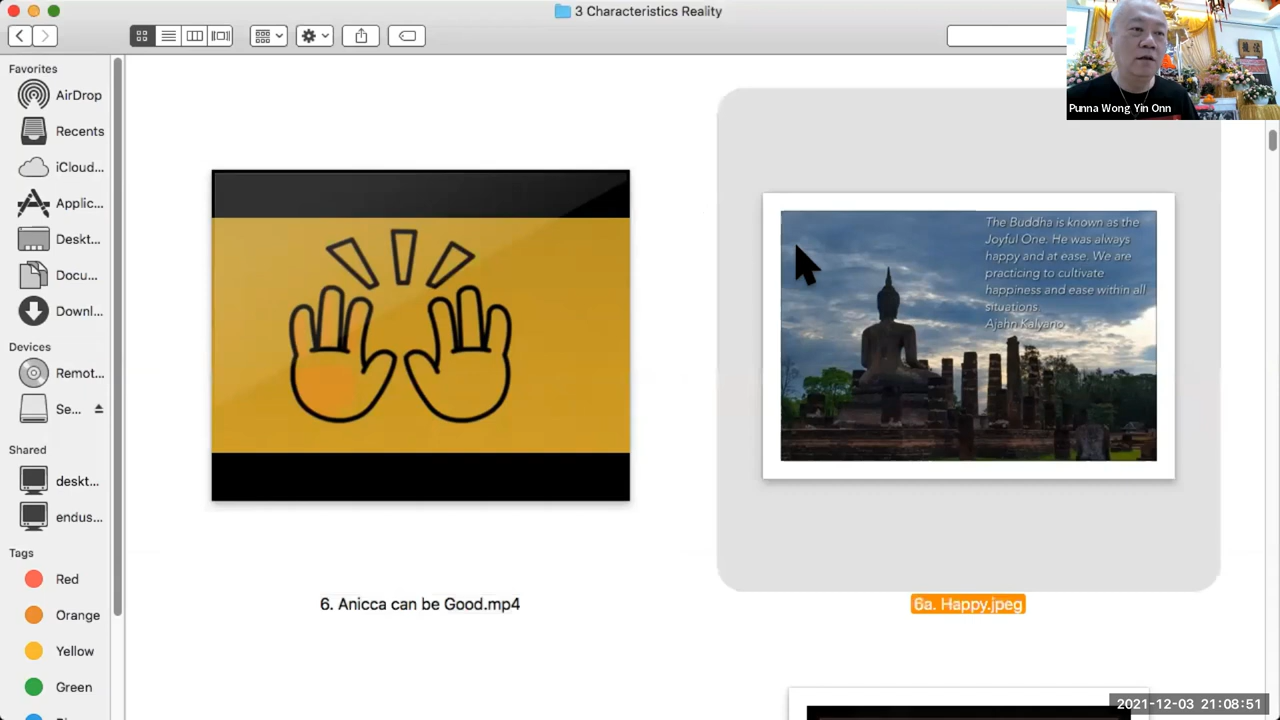 3 Characteristics Reality
Favorites
AirDrop
Recents
iCloud...
Applic...
Deskt...
Docu...
Downl...
Devices
Remot...
Se...
Shared
deskt...
endus...
Tags
Red
Orange
Yellow
Green
The Buddha is known as the
Joyful One. He was always
happy and at ease. We are
practicing to cultivate
happiness and ease within all
situations.
Ajahn Kalyano
6. Anicca can be Good.mp4
6a. Happy.jpeg
Punna Wong Yin Onn
2021-12-03 21:08:51